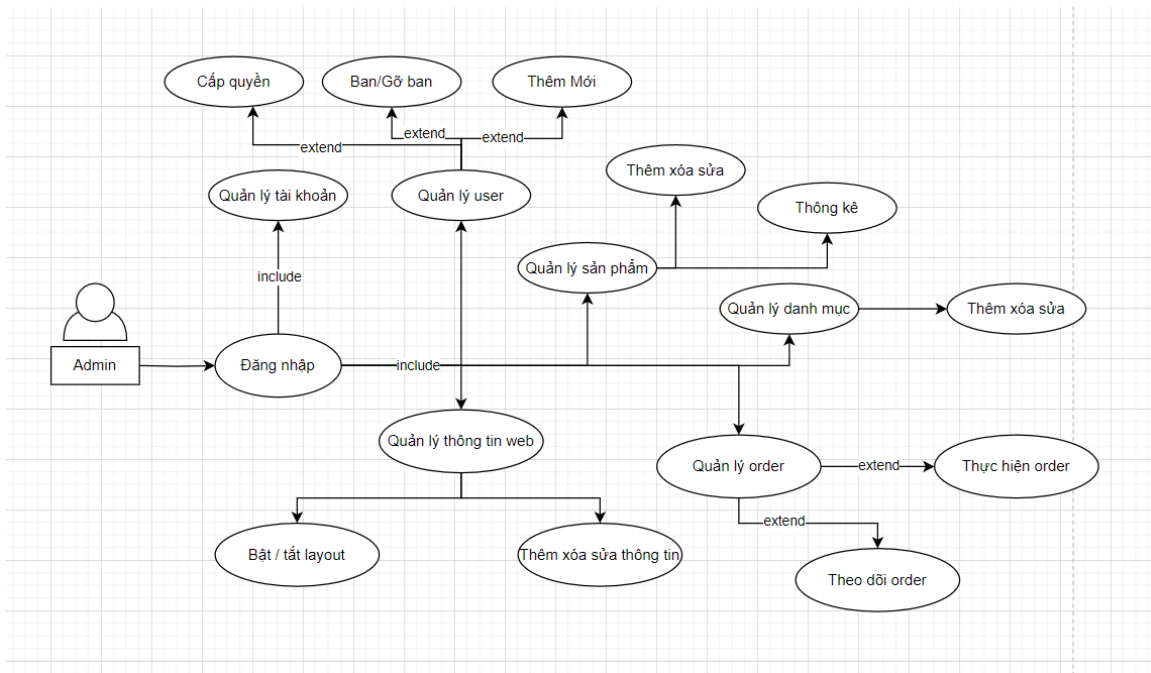 Cấp quyền
Ban/Gỡ ban
Thêm Mới
extend
extend
extend
Thêm xóa sửa
Quản lý tài khoản
Quản lý user
Thông kê
Quản lý sản phẩm
include
Quản lý danh mục
Thêm xóa sửa
Admin
Đăng nhập
include
Quản lý thông tin web
Quản lý order
extend
Thực hiện order
extend
Bật / tắt layout
Thêm xóa sửa thông tin
Theo dõi order